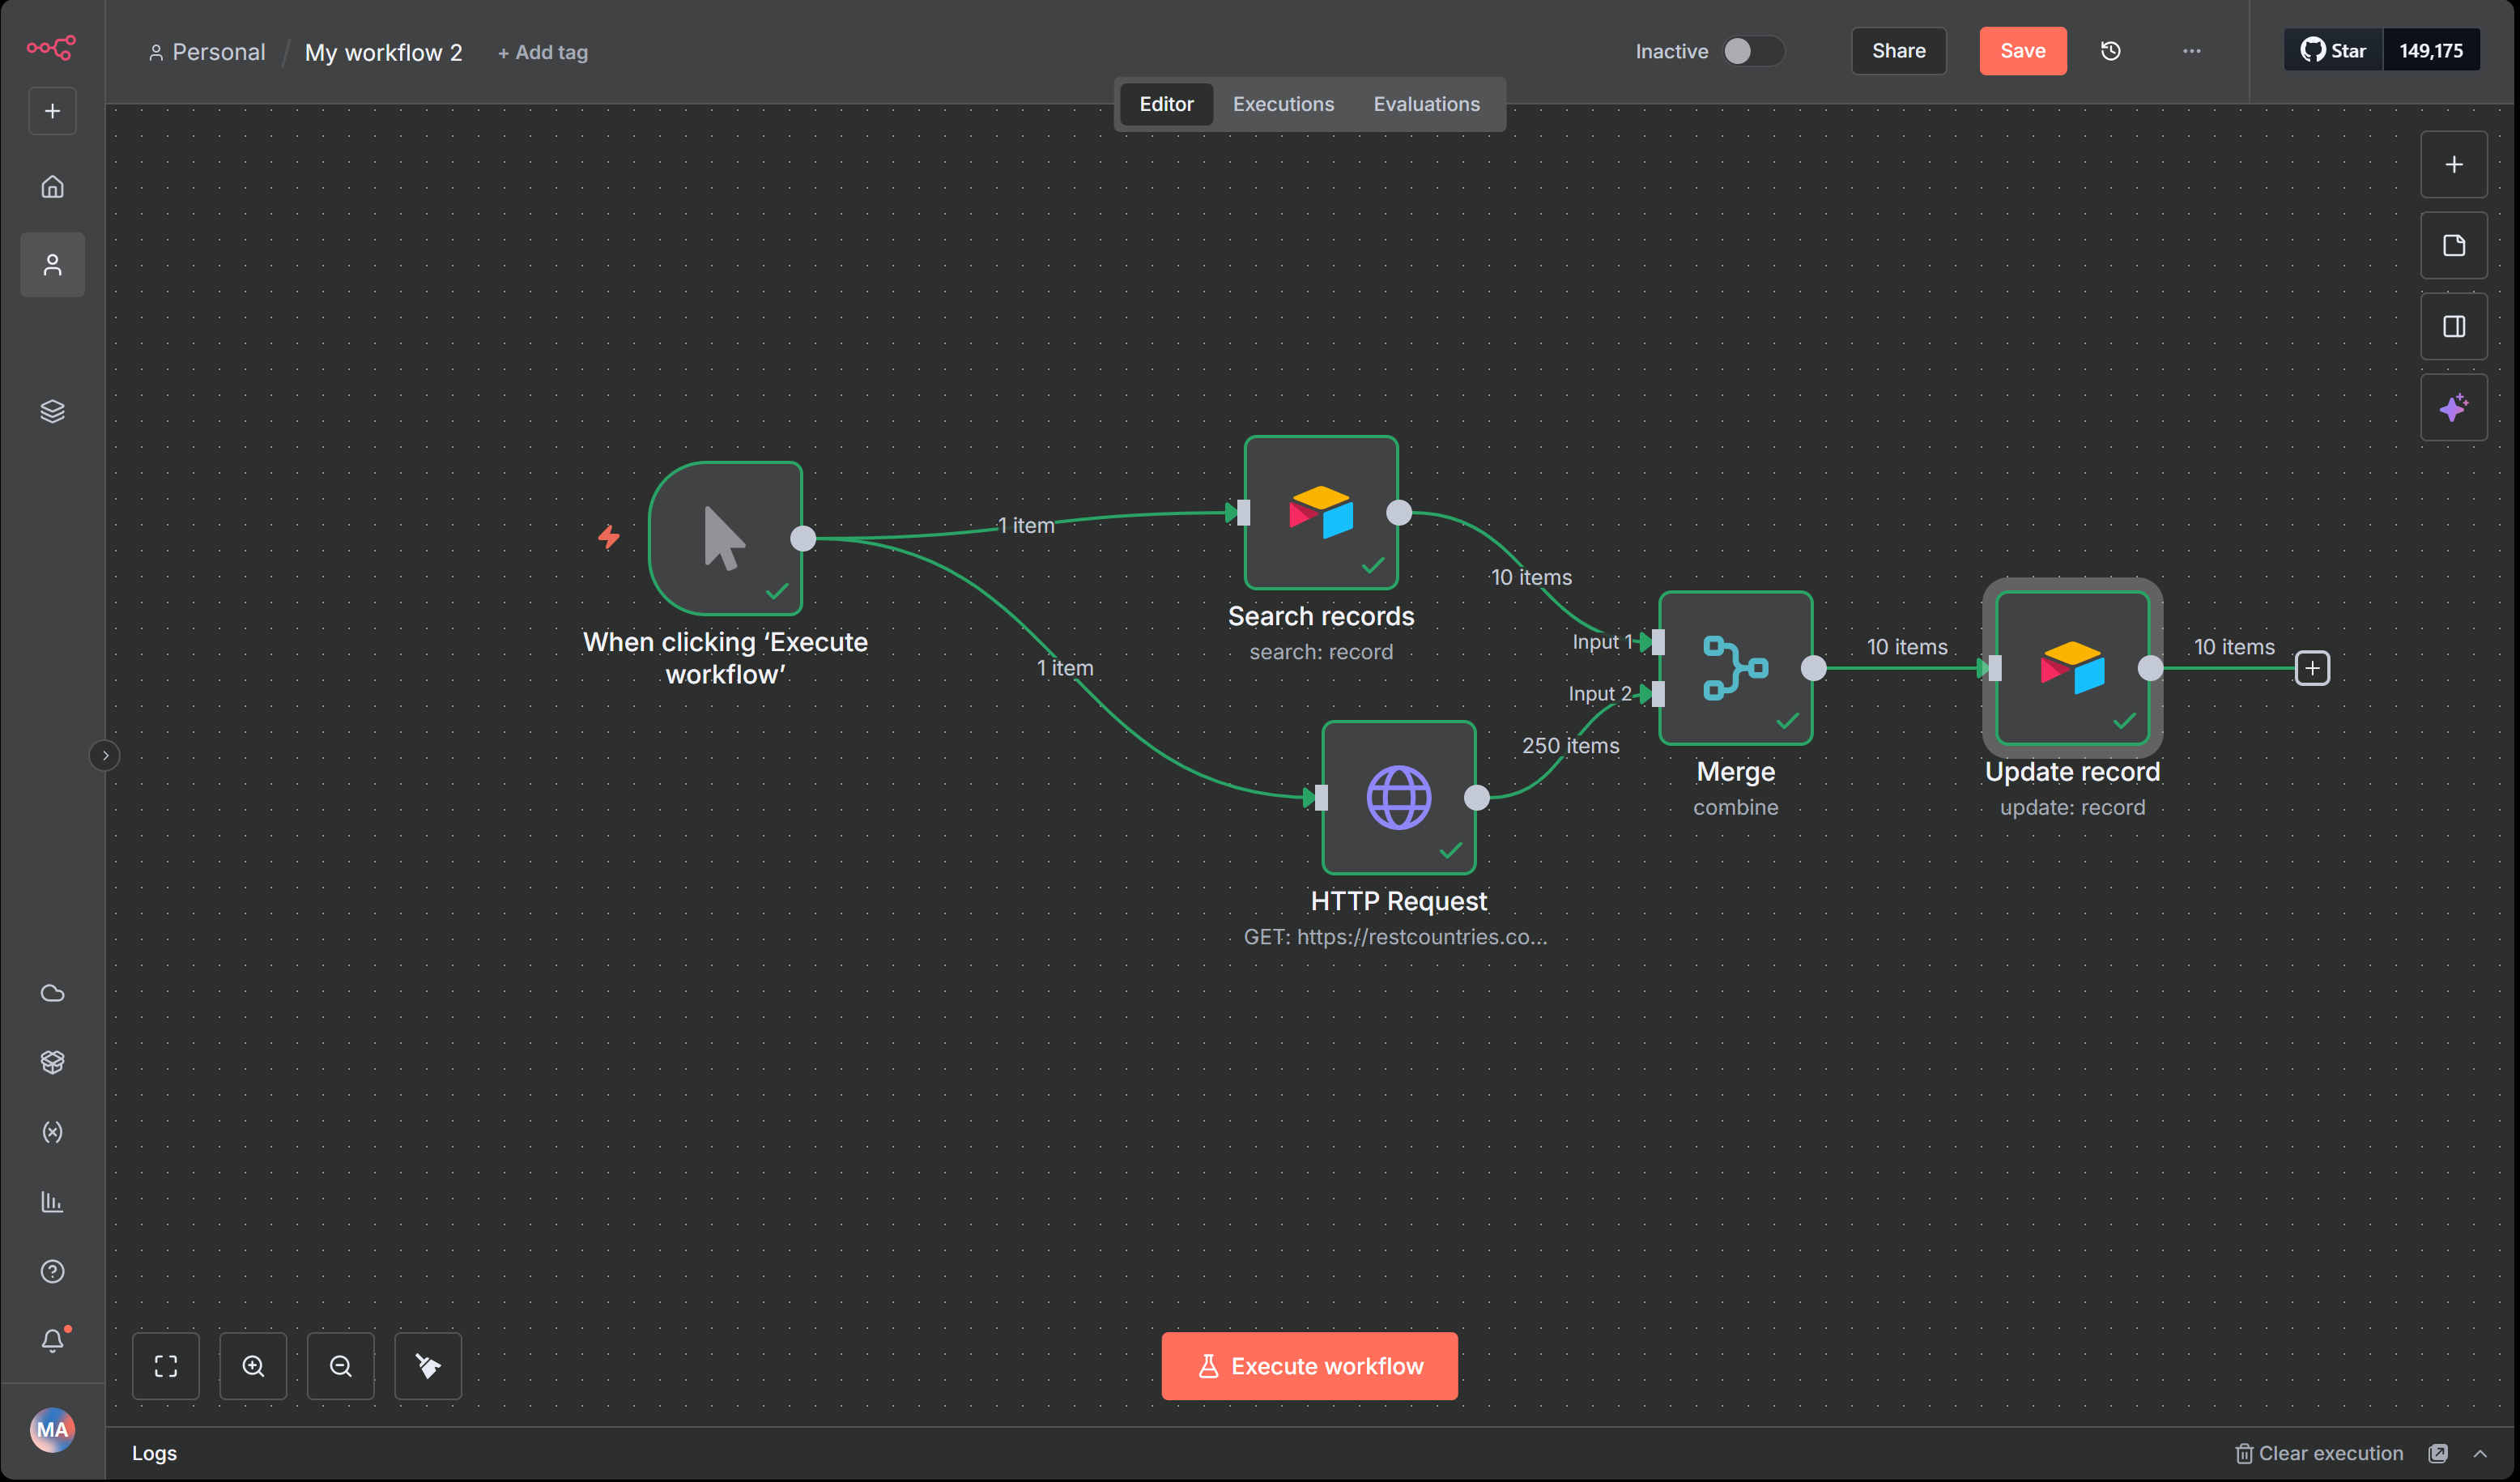 Personal / My workflow 2 + Add tag
Inactive
Share
Save
Star 149,175
Editor Executions Evaluations
1 item
Search records
search: record
10 items
When clicking ‘Execute
workflow’
1 item
Input 1
Input 2
250 items
Merge
combine
10 items
Update record
update: record
10 items
HTTP Request
GET: https://restcountries.co...
Execute workflow
MA
Logs
Clear execution